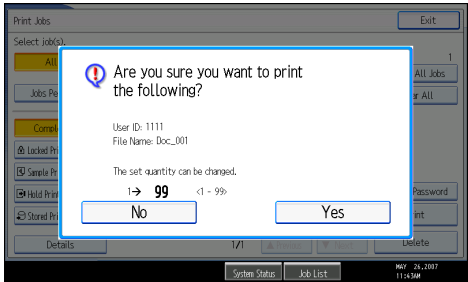 Print Jobs
Exit
Select job(s).
All
1
All Jobs
Jobs Pe
ar All
Are you sure you want to print
the following?
User ID: 1111
File Name: Doc_001
The set quantity can be changed.
1→ 99 <1 - 99>
No
Yes
Compl
Locked Pri
Sample Pr
Hold Print
Password
Stored Pri
int
Details
1/1
▼ Next
Delete
System Status
Job List
MAY 26,2007
11:43AM